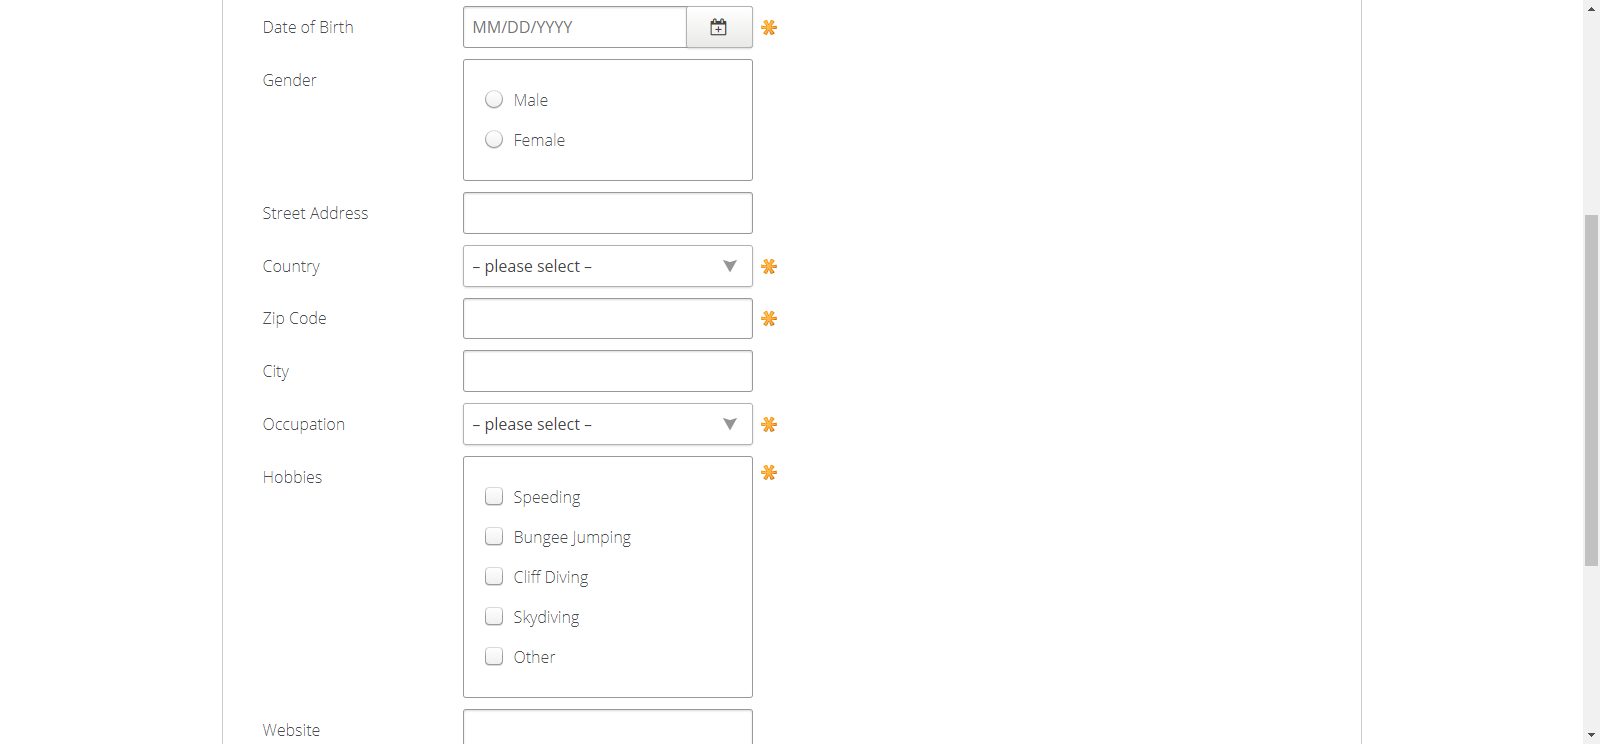 Date of Birth
MM/DD/YYYY
Gender
Male
Female
Street Address
Country
– please select –
Zip Code
City
Occupation
– please select –
Hobbies
Speeding
Bungee Jumping
Cliff Diving
Skydiving
Other
Website